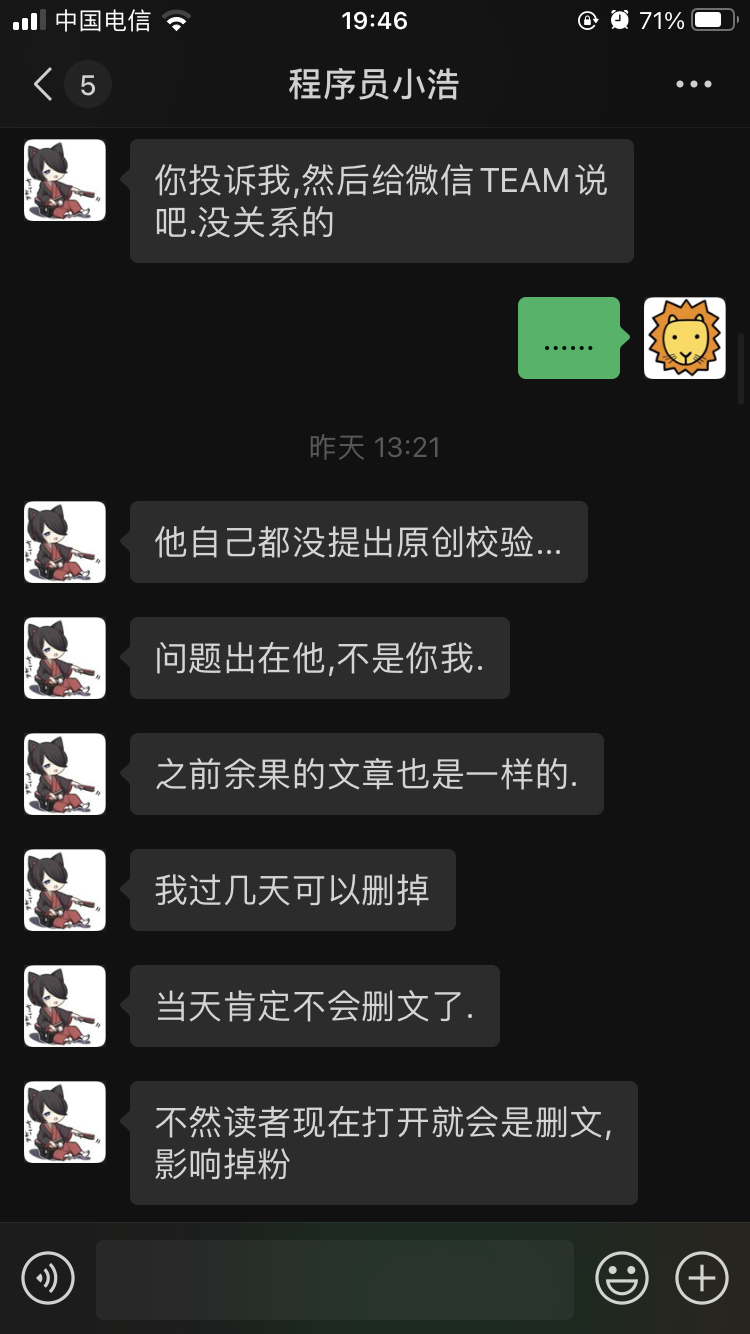 中国电信 19:46 71%
5 程序员小浩
你投诉我,然后给微信TEAM说
吧.没关系的
......
昨天 13:21
他自己都没提出原创校验...
问题出在他,不是你我.
之前余果的文章也是一样的.
我过几天可以删掉
当天肯定不会删文了.
不然读者现在打开就会是删文,
影响掉粉